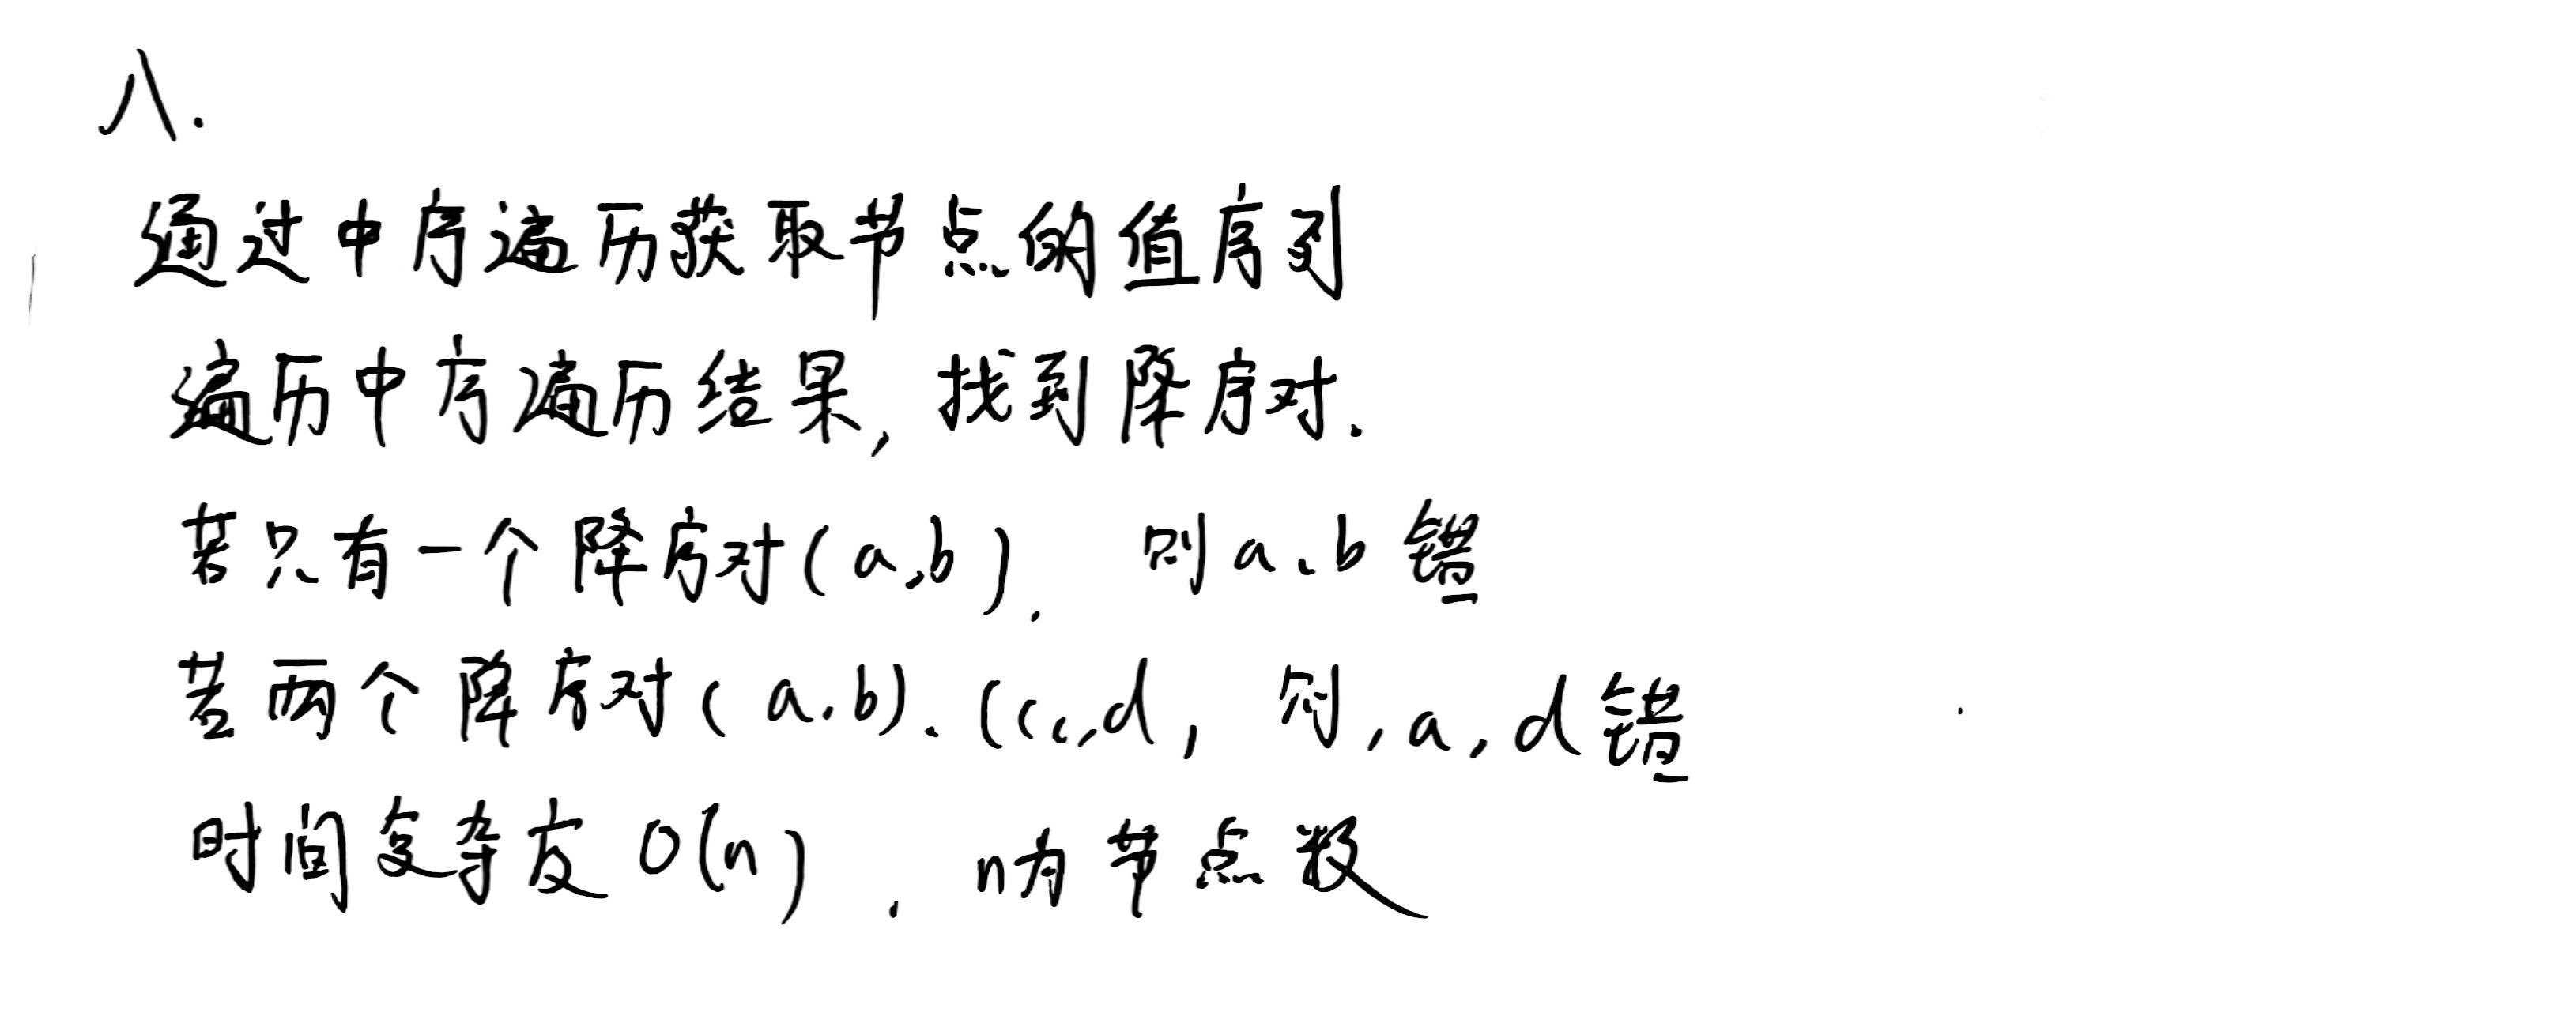 八.
通过中序遍历获取节点的值序列
遍历中序遍历结果, 找到降序对.
若只有一个降序对(a,b). 则a、b错
若两个降序对(a.b)、(c,d, 则,a,d错
时间复杂度O(n), n为节点数